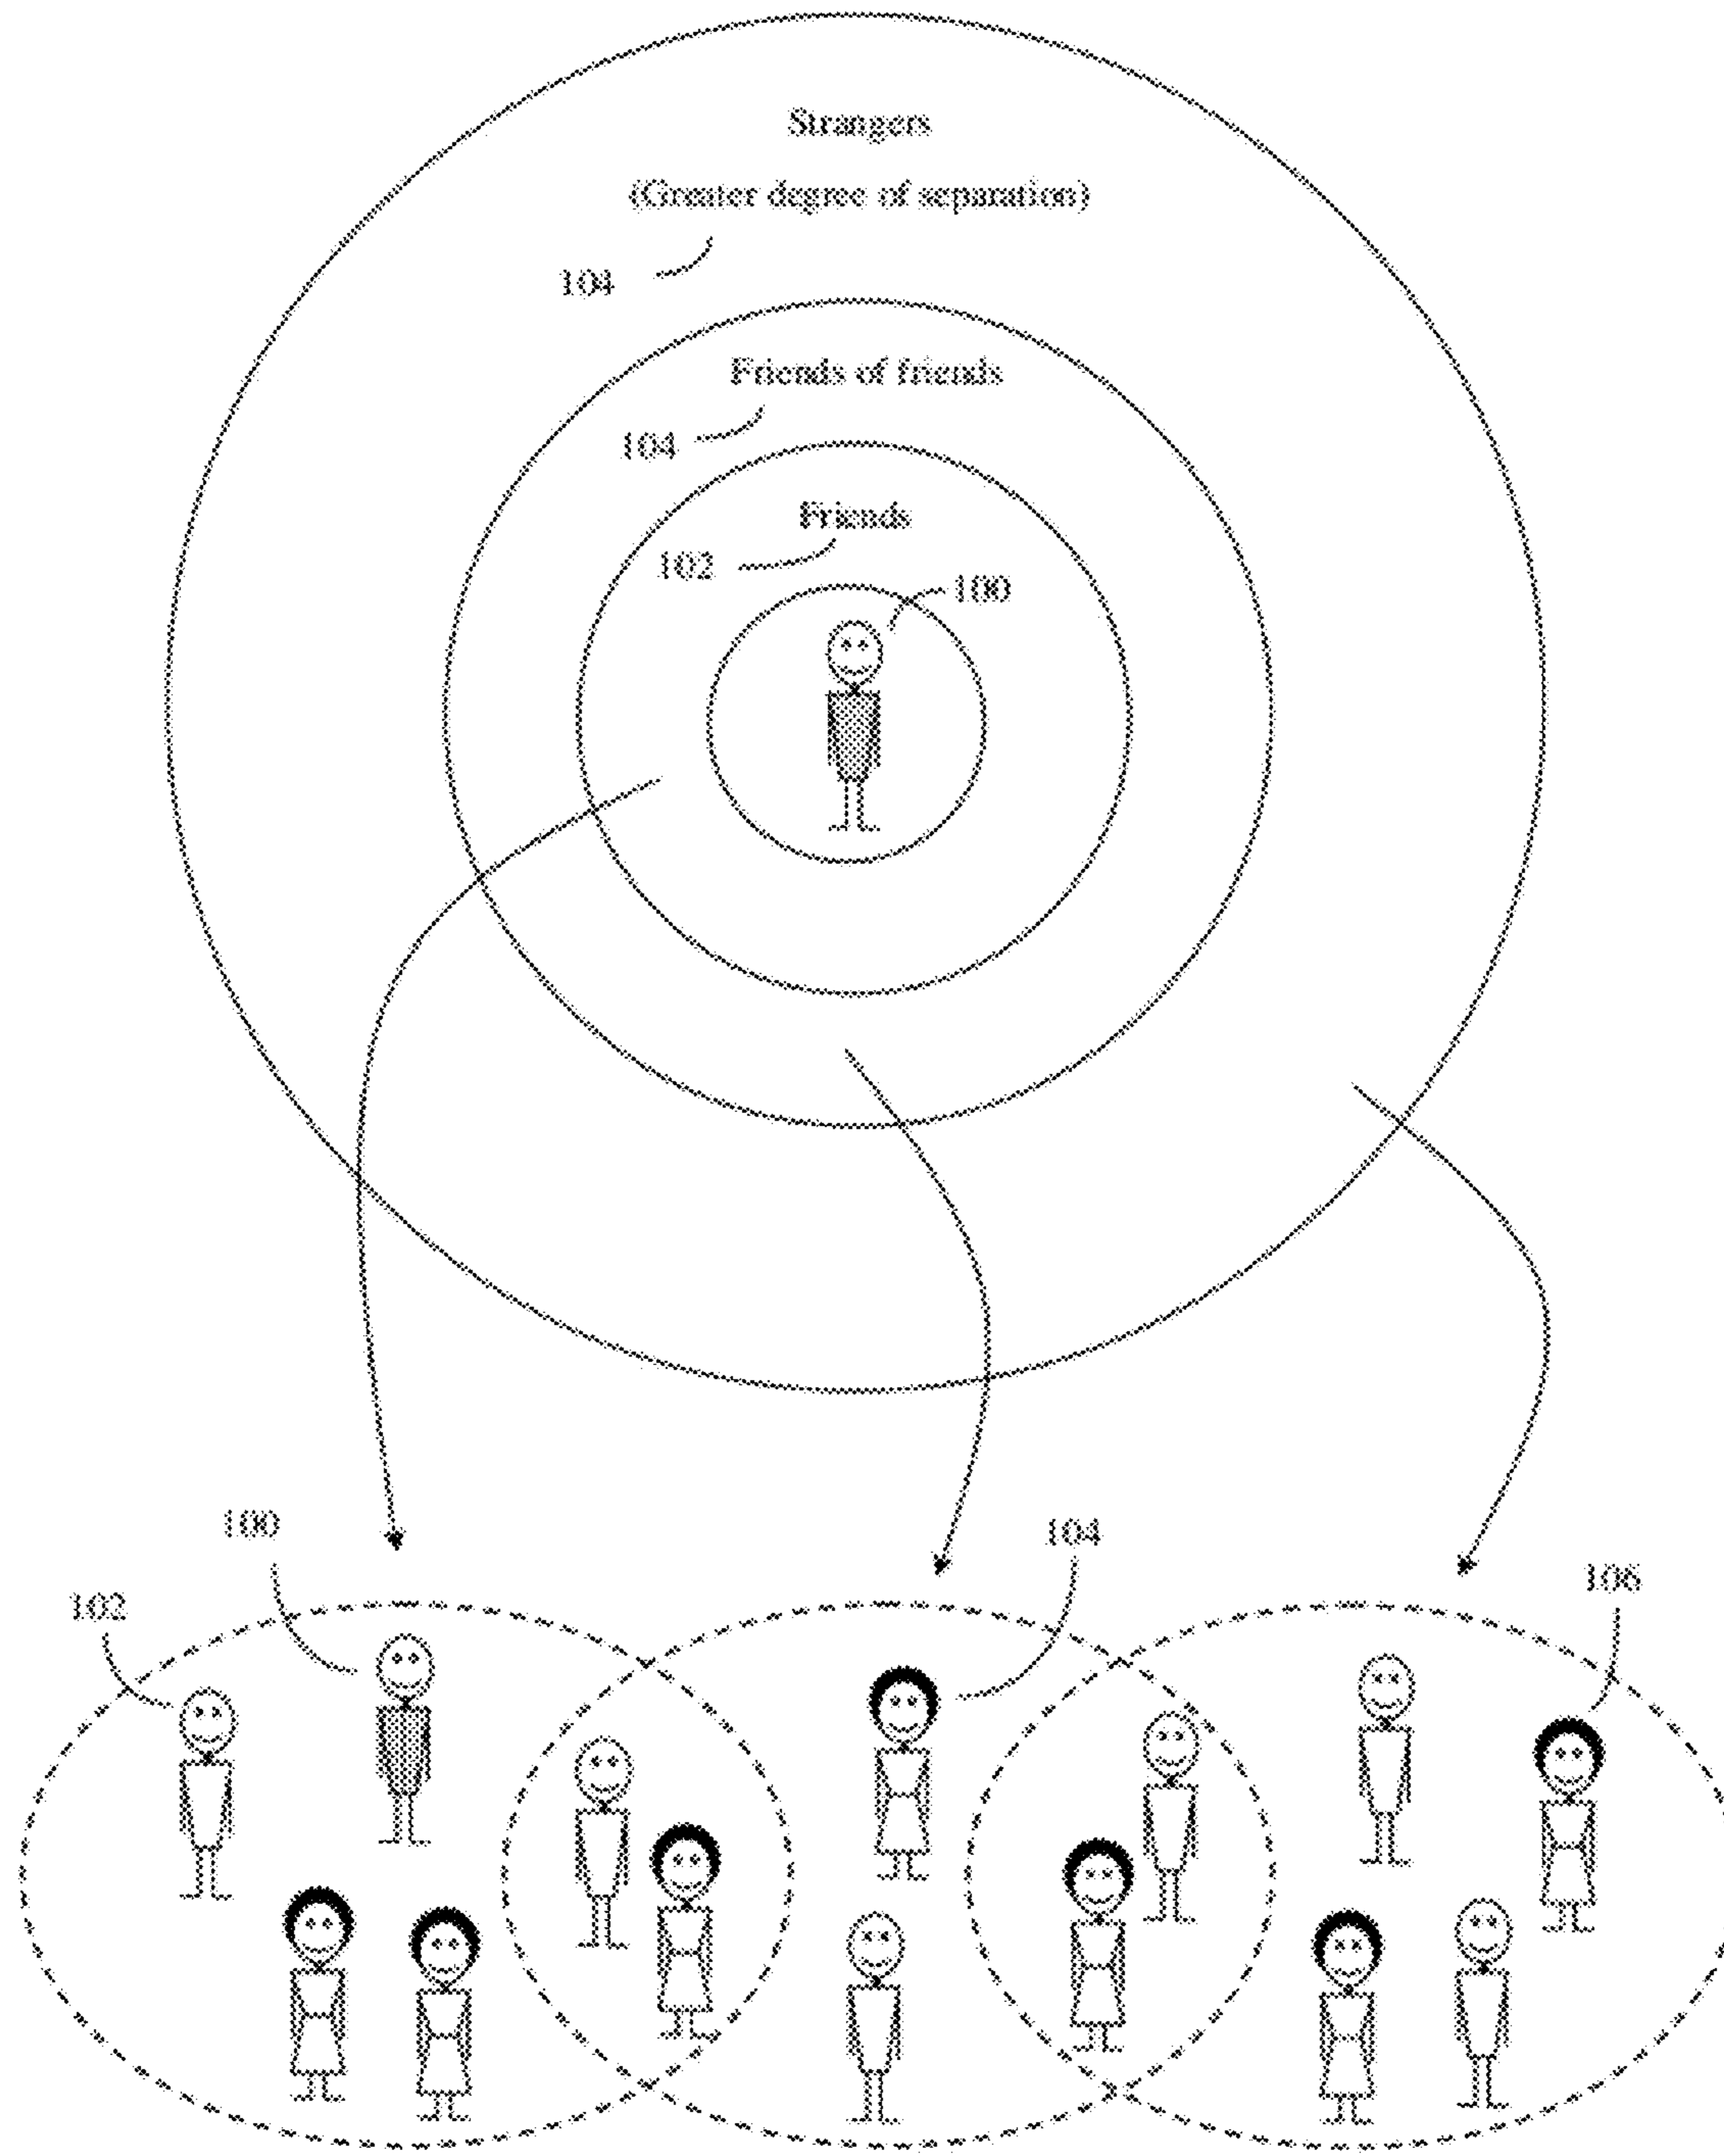 Strangers
(Greater degree of separation)
104
Friends of friends
104
Friends
102
100
100
104
106
102